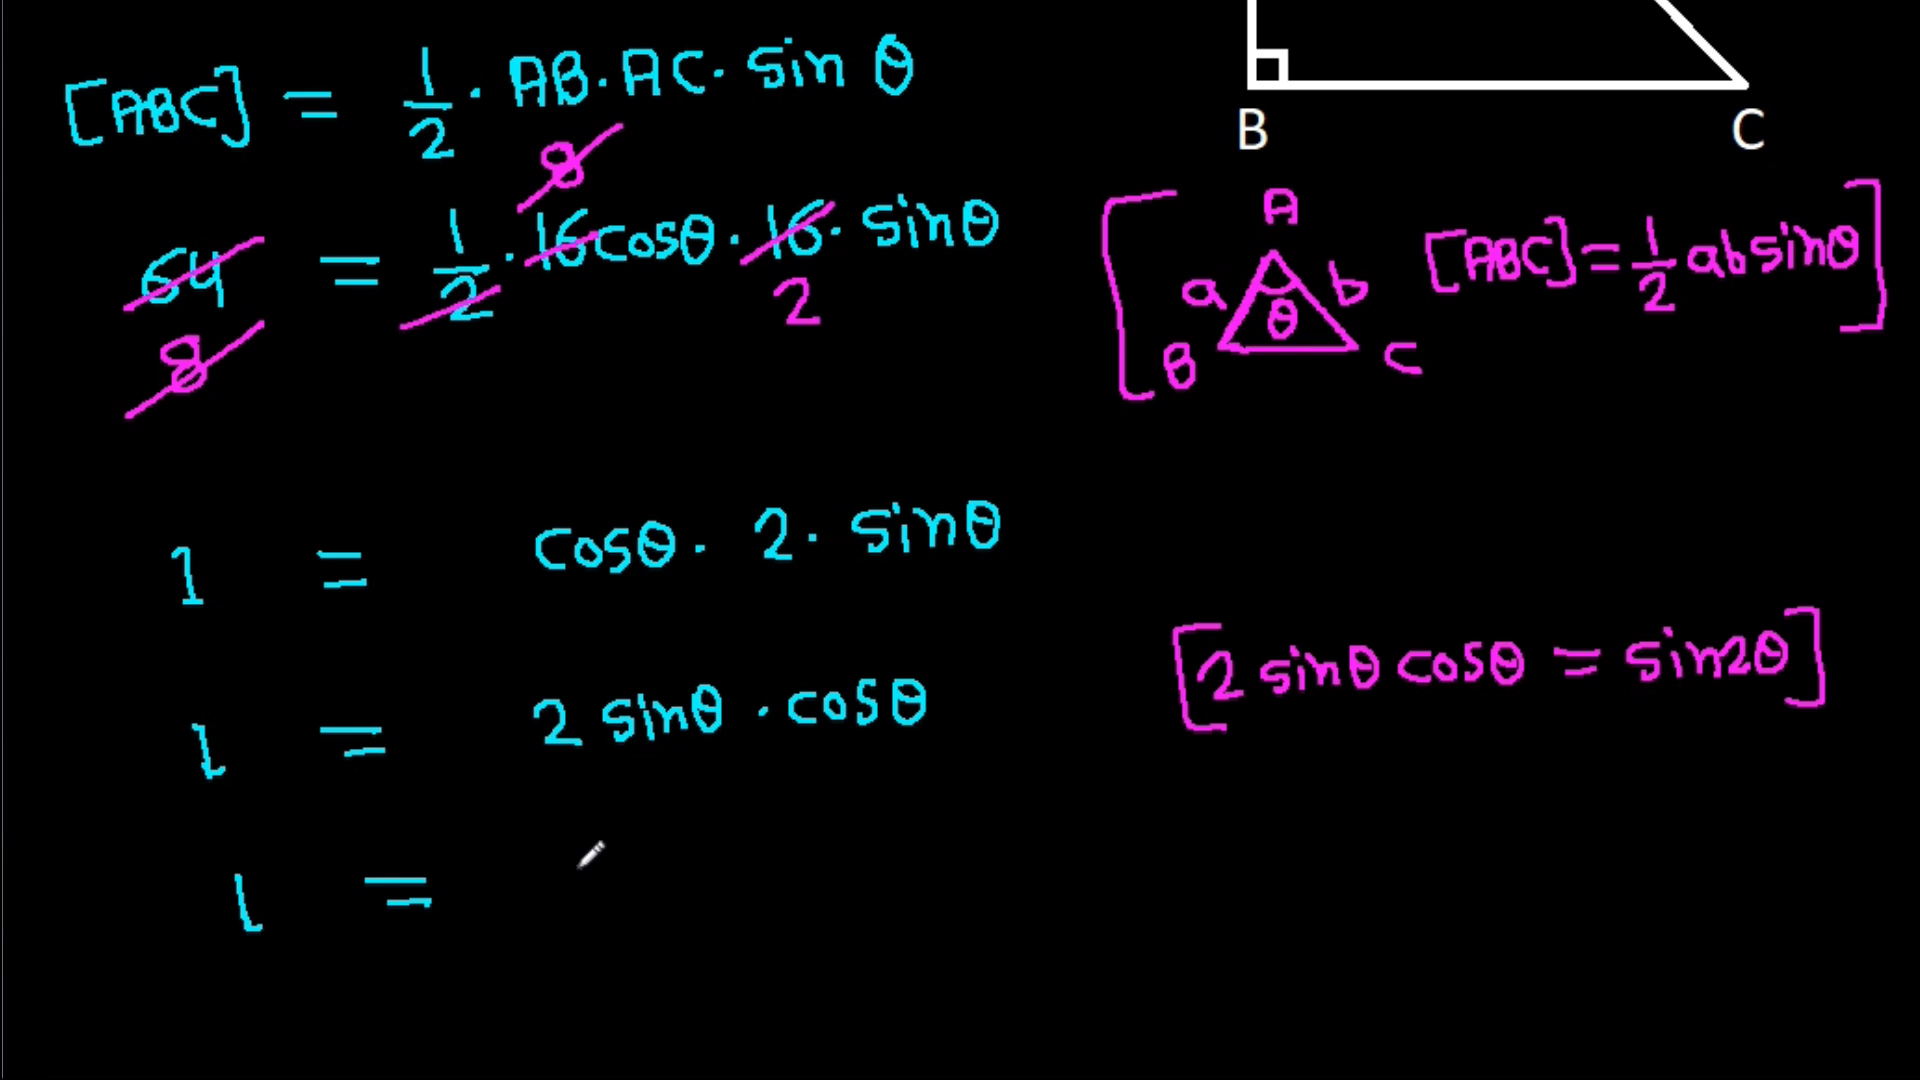 [ABC] = 1/2 · AB · AC · sin θ
B C
8
64 = 1/2 · 16cosθ · 16 · sinθ
8 2
A
a b
θ
B C
[ABC] = 1/2 ab sinθ
1 = cosθ · 2 · sinθ
1 = 2 sinθ · cosθ
[2 sinθ cosθ = sin2θ]
1 =